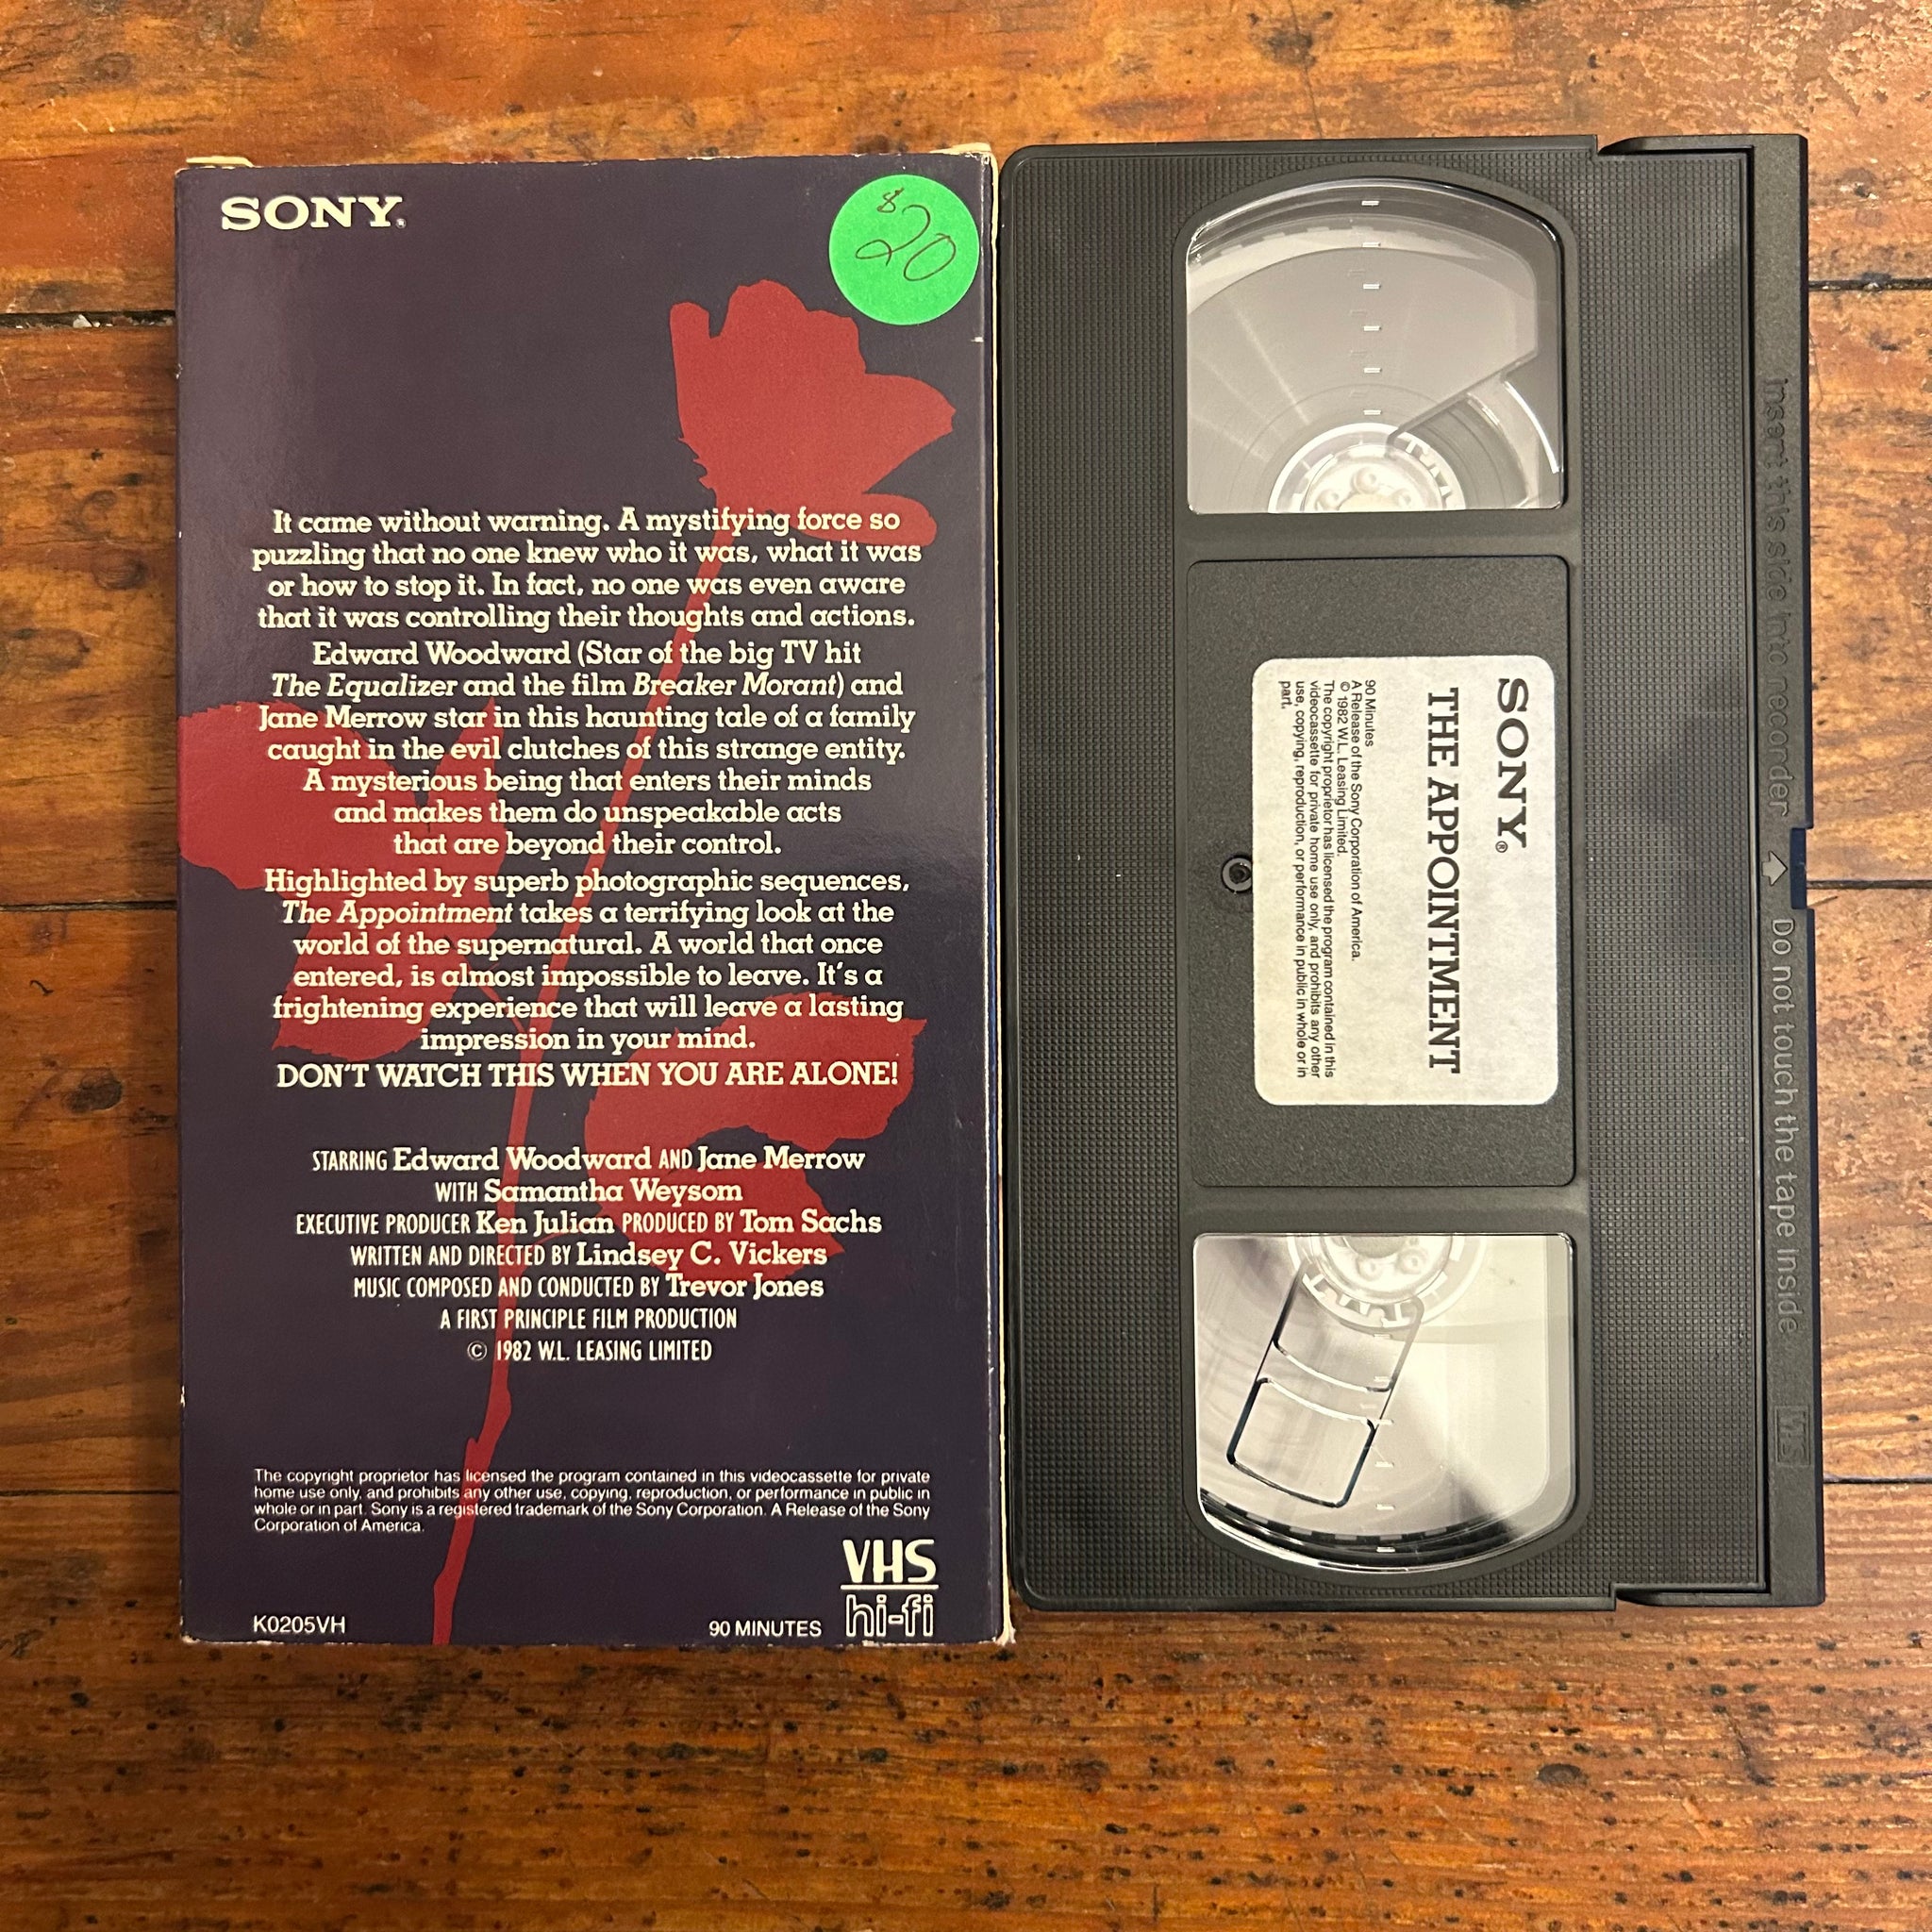 SONY®
$20
It came without warning. A mystifying force so
puzzling that no one knew who it was, what it was
or how to stop it. In fact, no one was even aware
that it was controlling their thoughts and actions.
Edward Woodward (Star of the big TV hit
The Equalizer and the film Breaker Morant) and
Jane Merrow star in this haunting tale of a family
caught in the evil clutches of this strange entity.
A mysterious being that enters their minds
and makes them do unspeakable acts
that are beyond their control.
Highlighted by superb photographic sequences,
The Appointment takes a terrifying look at the
world of the supernatural. A world that once
entered, is almost impossible to leave. It's a
frightening experience that will leave a lasting
impression in your mind.
DON'T WATCH THIS WHEN YOU ARE ALONE!
STARRING Edward Woodward AND Jane Merrow
WITH Samantha Weysom
EXECUTIVE PRODUCER Ken Julian PRODUCED BY Tom Sachs
WRITTEN AND DIRECTED BY Lindsey C. Vickers
MUSIC COMPOSED AND CONDUCTED BY Trevor Jones
A FIRST PRINCIPLE FILM PRODUCTION
© 1982 W.L. LEASING LIMITED
The copyright proprietor has licensed the program contained in this videocassette for private
home use only, and prohibits any other use, copying, reproduction, or performance in public in
whole or in part. Sony is a registered trademark of the Sony Corporation. A Release of the Sony
Corporation of America.
K0205VH
90 MINUTES
VHS
hi-fi
SONY®
THE APPOINTMENT
90 Minutes
A Release of the Sony Corporation of America.
© 1982 W.L. Leasing Limited.
The copyright proprietor has licensed the program contained in this
videocassette for private home use only, and prohibits any other
use, copying, reproduction, or performance in public in whole or in
part.
Insert this side into recorder
Do not touch the tape inside
VHS